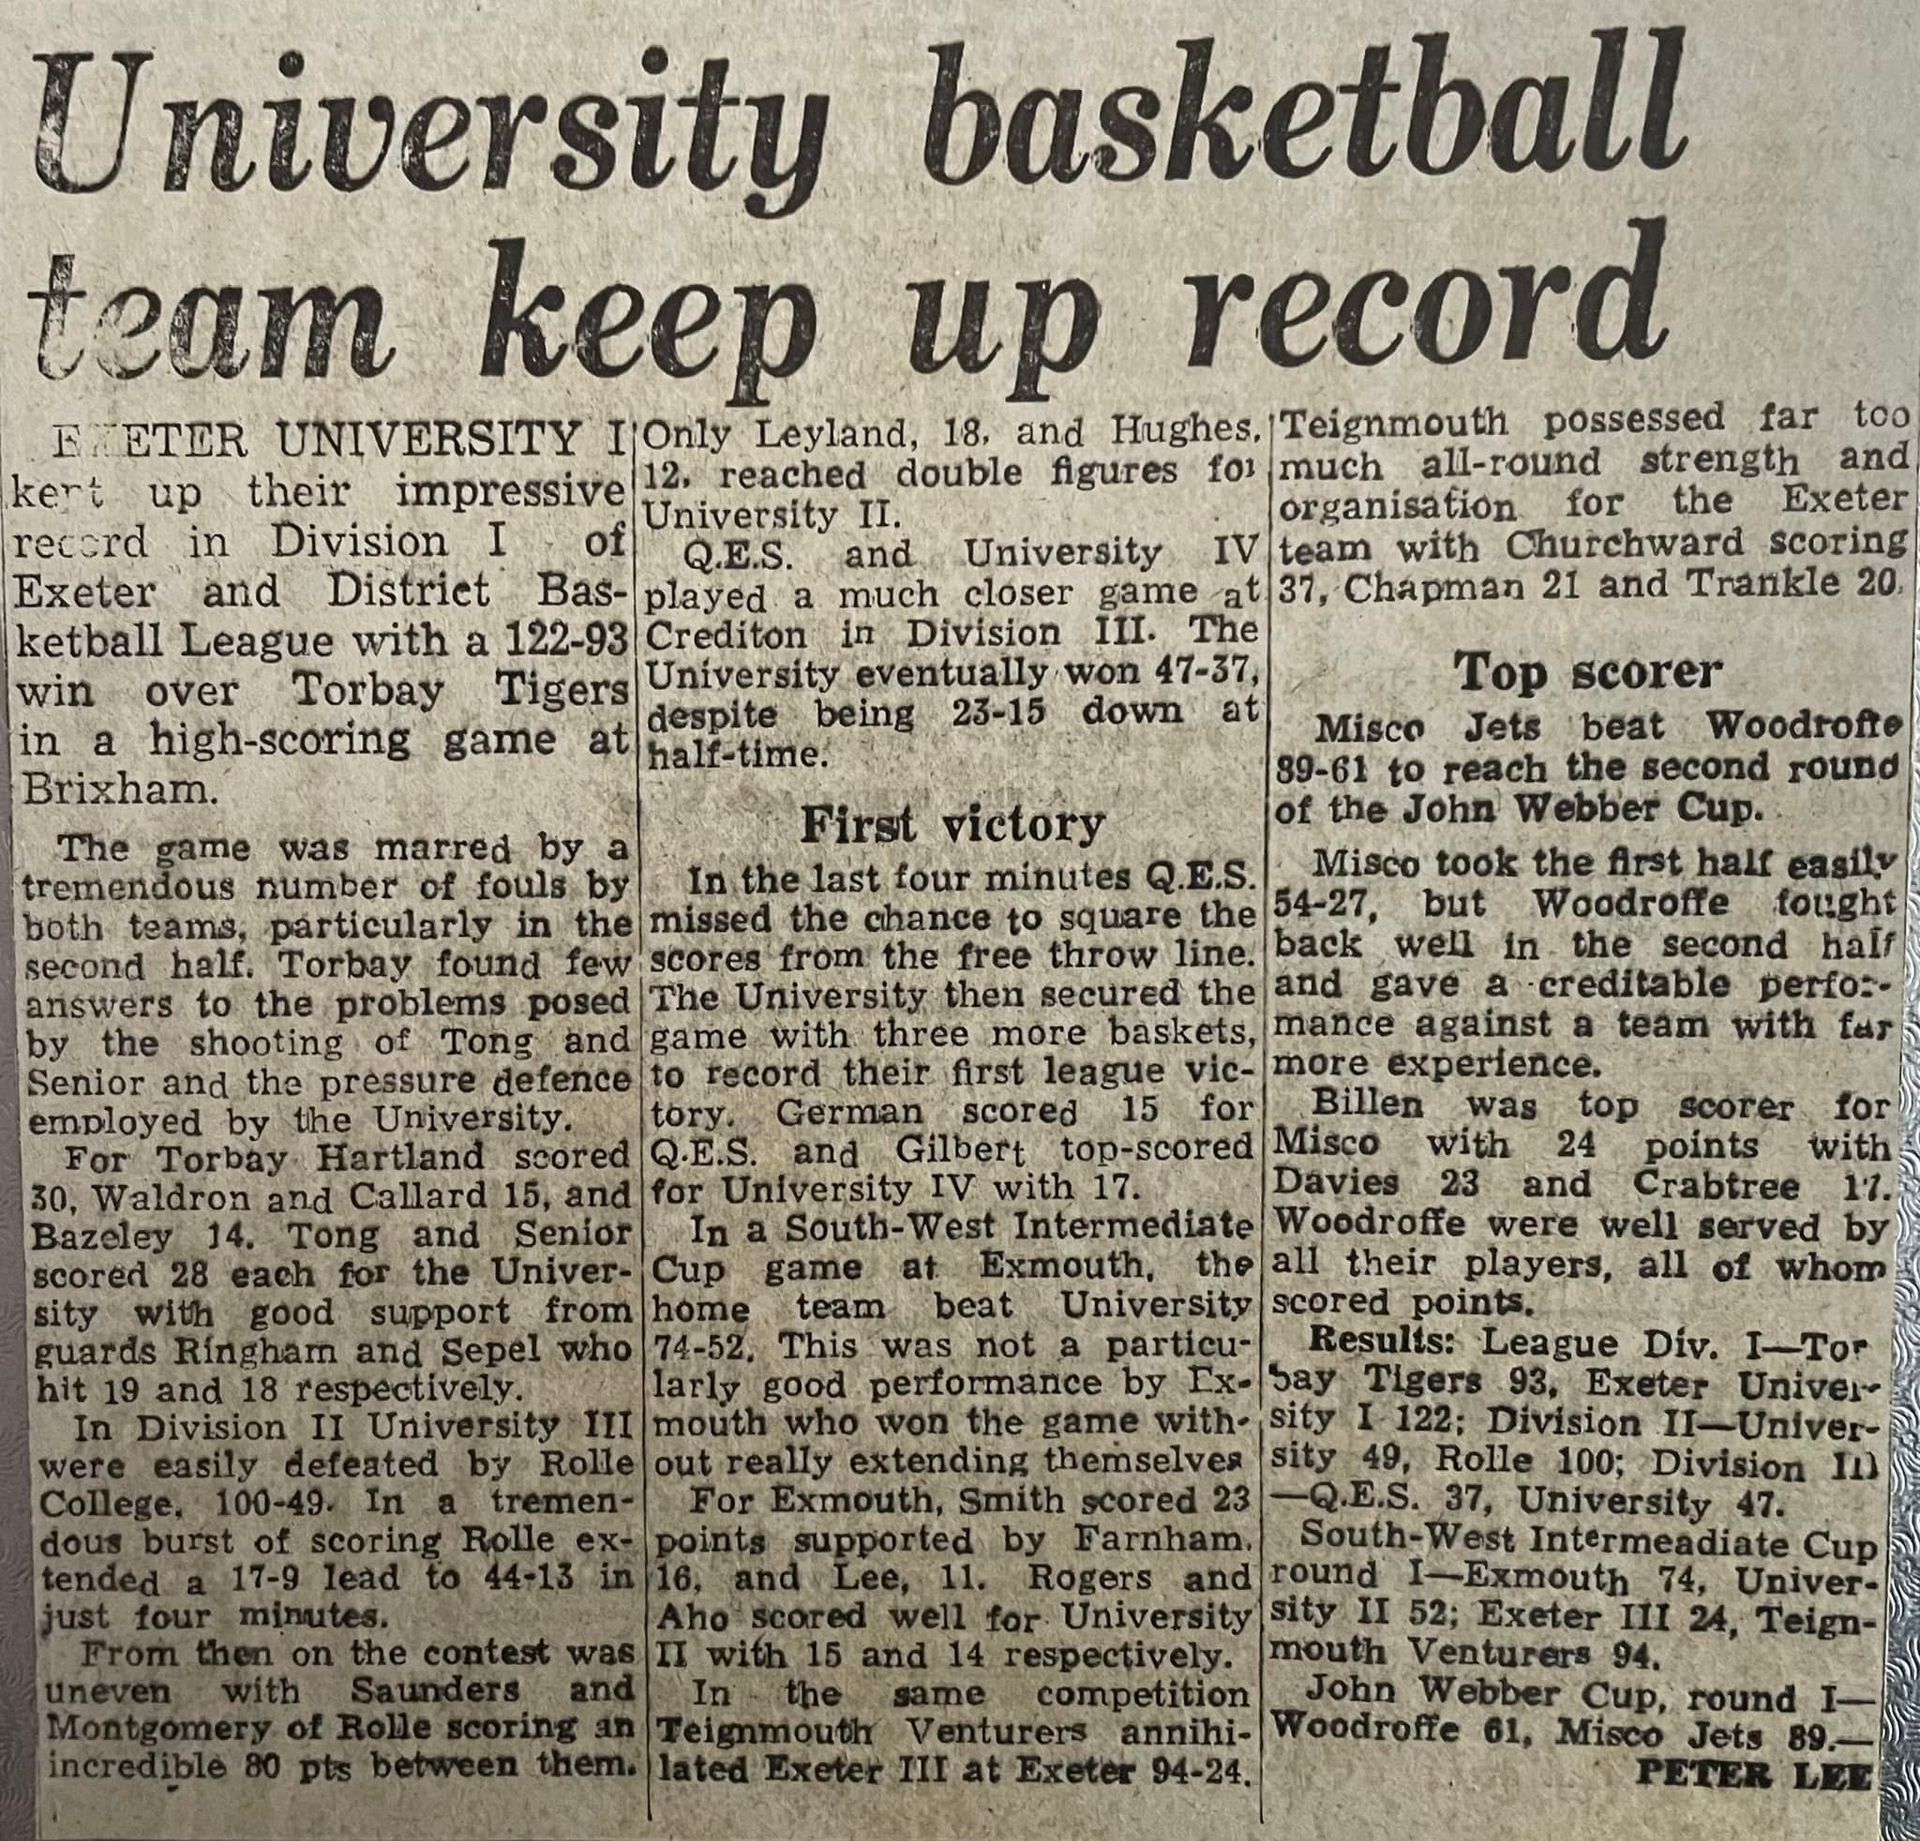 University basketball
team keep up record
EXETER UNIVERSITY I
kept up their impressive
record in Division I of
Exeter and District Bas-
ketball League with a 122-93
win over Torbay Tigers
in a high-scoring game at
Brixham.
The game was marred by a
tremendous number of fouls by
both teams, particularly in the
second half. Torbay found few
answers to the problems posed
by the shooting of Tong and
Senior and the pressure defence
employed by the University.
For Torbay Hartland scored
30, Waldron and Callard 15, and
Bazeley 14. Tong and Senior
scored 28 each for the Univer-
sity with good support from
guards Ringham and Sepel who
hit 19 and 18 respectively.
In Division II University III
were easily defeated by Rolle
College, 100-49. In a tremen-
dous burst of scoring Rolle ex-
tended a 17-9 lead to 44-13 in
just four minutes.
From then on the contest was
uneven with Saunders and
Montgomery of Rolle scoring an
incredible 80 pts between them.
Only Leyland, 18, and Hughes,
12, reached double figures for
University II.
Q.E.S. and University IV
played a much closer game at
Crediton in Division III. The
University eventually won 47-37,
despite being 23-15 down at
half-time.
First victory
In the last four minutes Q.E.S.
missed the chance to square the
scores from the free throw line.
The University then secured the
game with three more baskets,
to record their first league vic-
tory. German scored 15 for
Q.E.S. and Gilbert top-scored
for University IV with 17.
In a South-West Intermediate
Cup game at Exmouth, the
home team beat University
74-52. This was not a particu-
larly good performance by Ex-
mouth who won the game with-
out really extending themselves
For Exmouth, Smith scored 23
points supported by Farnham,
16, and Lee, 11. Rogers and
Aho scored well for University
II with 15 and 14 respectively.
In the same competition
Teignmouth Venturers annihi-
lated Exeter III at Exeter 94-24.
Teignmouth possessed far too
much all-round strength and
organisation for the Exeter
team with Churchward scoring
37, Chapman 21 and Trankle 20.
Top scorer
Misco Jets beat Woodroffe
89-61 to reach the second round
of the John Webber Cup.
Misco took the first half easily
54-27, but Woodroffe fought
back well in the second half
and gave a creditable perfor-
mance against a team with far
more experience.
Billen was top scorer for
Misco with 24 points with
Davies 23 and Crabtree 17.
Woodroffe were well served by
all their players, all of whom
scored points.
Results: League Div. I—Tor
bay Tigers 93, Exeter Univer-
sity I 122; Division II—Univer-
sity 49, Rolle 100; Division III
—Q.E.S. 37, University 47.
South-West Intermeadiate Cup
round I—Exmouth 74, Univer-
sity II 52; Exeter III 24, Teign-
mouth Venturers 94.
John Webber Cup, round I—
Woodroffe 61, Misco Jets 89.—
PETER LEE